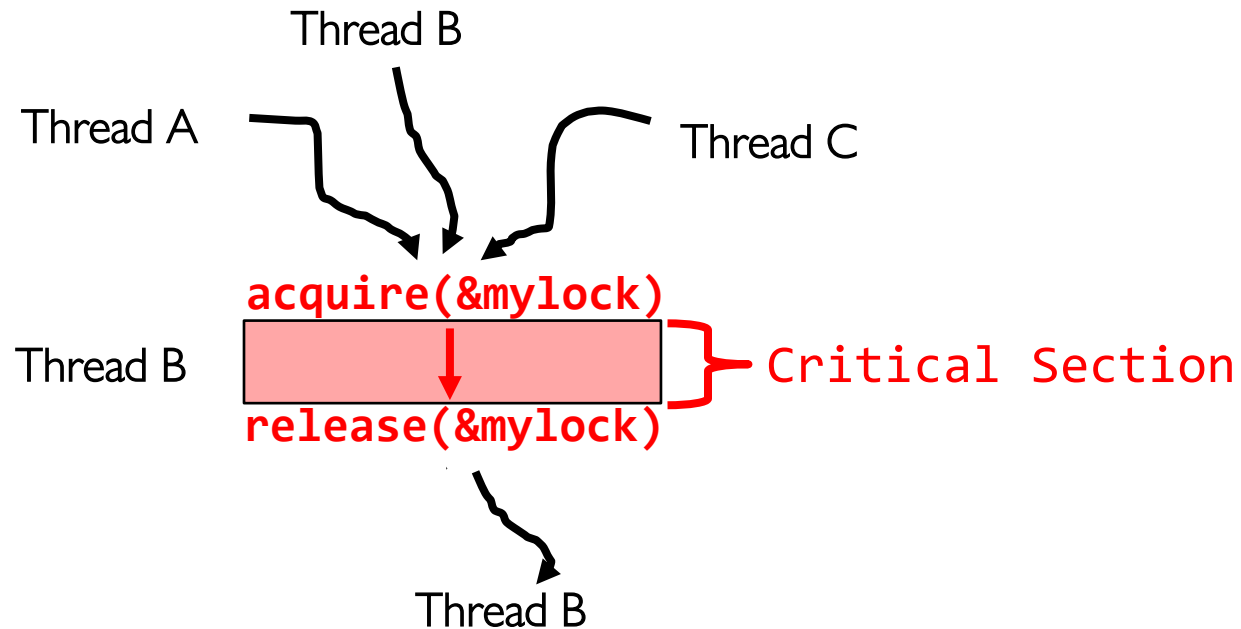 Thread B
Thread A
Thread C
acquire(&mylock)
Thread B
Critical Section
release(&mylock)
Thread B